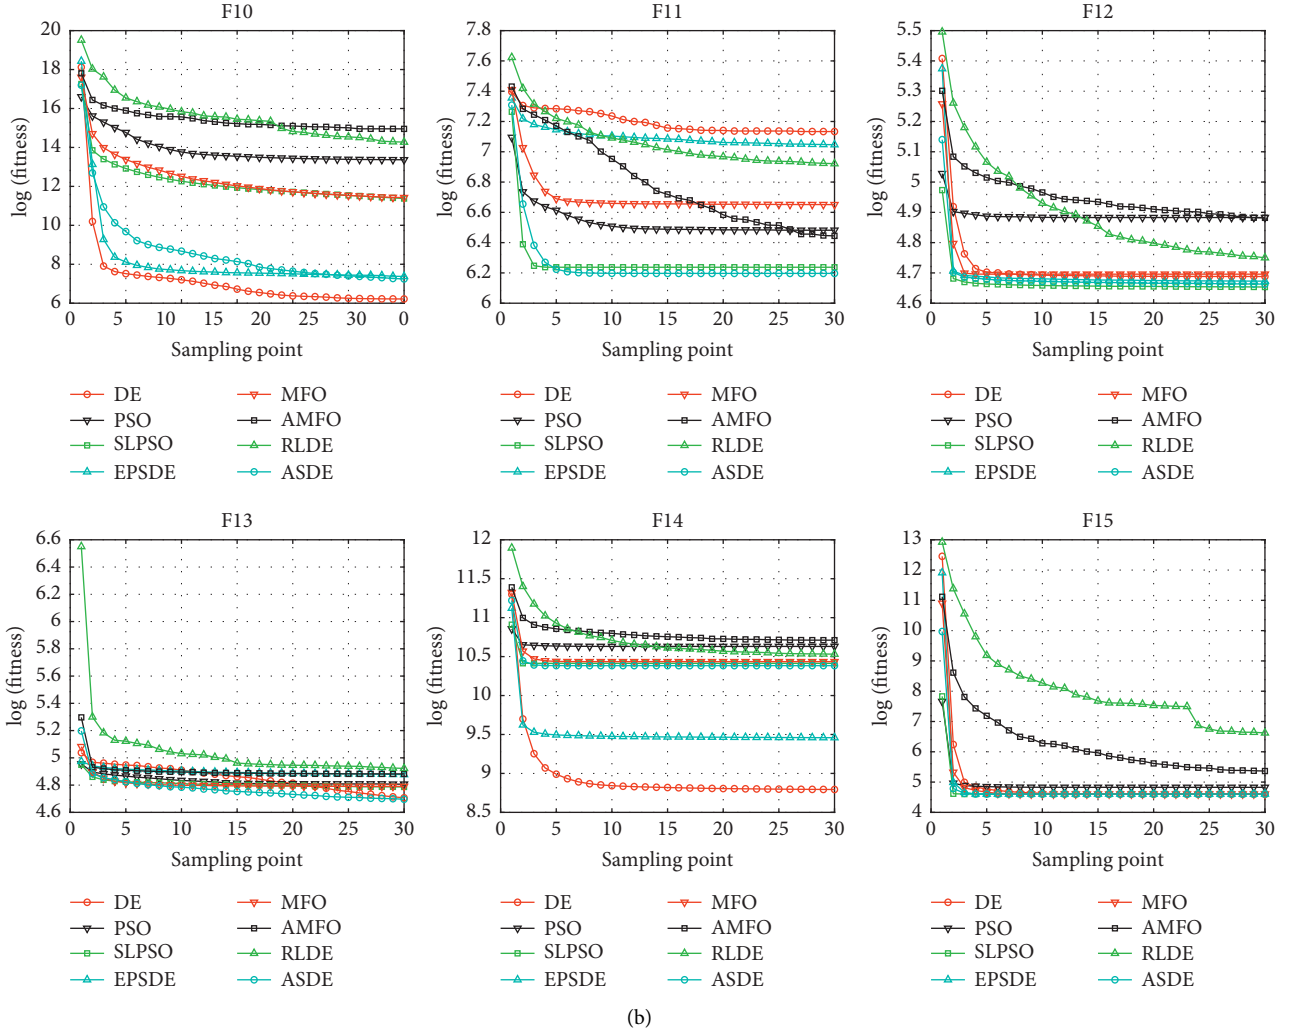 F10
20
18
16
14
12
10
8
6
log (fitness)
0 5 10 15 20 25 30 0
Sampling point
DE MFO
PSO AMFO
SLPSO RLDE
EPSDE ASDE
F11
7.8
7.6
7.4
7.2
7
6.8
6.6
6.4
6.2
6
log (fitness)
0 5 10 15 20 25 30
Sampling point
DE MFO
PSO AMFO
SLPSO RLDE
EPSDE ASDE
F12
5.5
5.4
5.3
5.2
5.1
5
4.9
4.8
4.7
4.6
log (fitness)
0 5 10 15 20 25 30
Sampling point
DE MFO
PSO AMFO
SLPSO RLDE
EPSDE ASDE
F13
6.6
6.4
6.2
6
5.8
5.6
5.4
5.2
5
4.8
4.6
log (fitness)
0 5 10 15 20 25 30
Sampling point
DE MFO
PSO AMFO
SLPSO RLDE
EPSDE ASDE
F14
12
11.5
11
10.5
10
9.5
9
8.5
log (fitness)
0 5 10 15 20 25 30
Sampling point
DE MFO
PSO AMFO
SLPSO RLDE
EPSDE ASDE
F15
13
12
11
10
9
8
7
6
5
4
log (fitness)
0 5 10 15 20 25 30
Sampling point
DE MFO
PSO AMFO
SLPSO RLDE
EPSDE ASDE
(b)